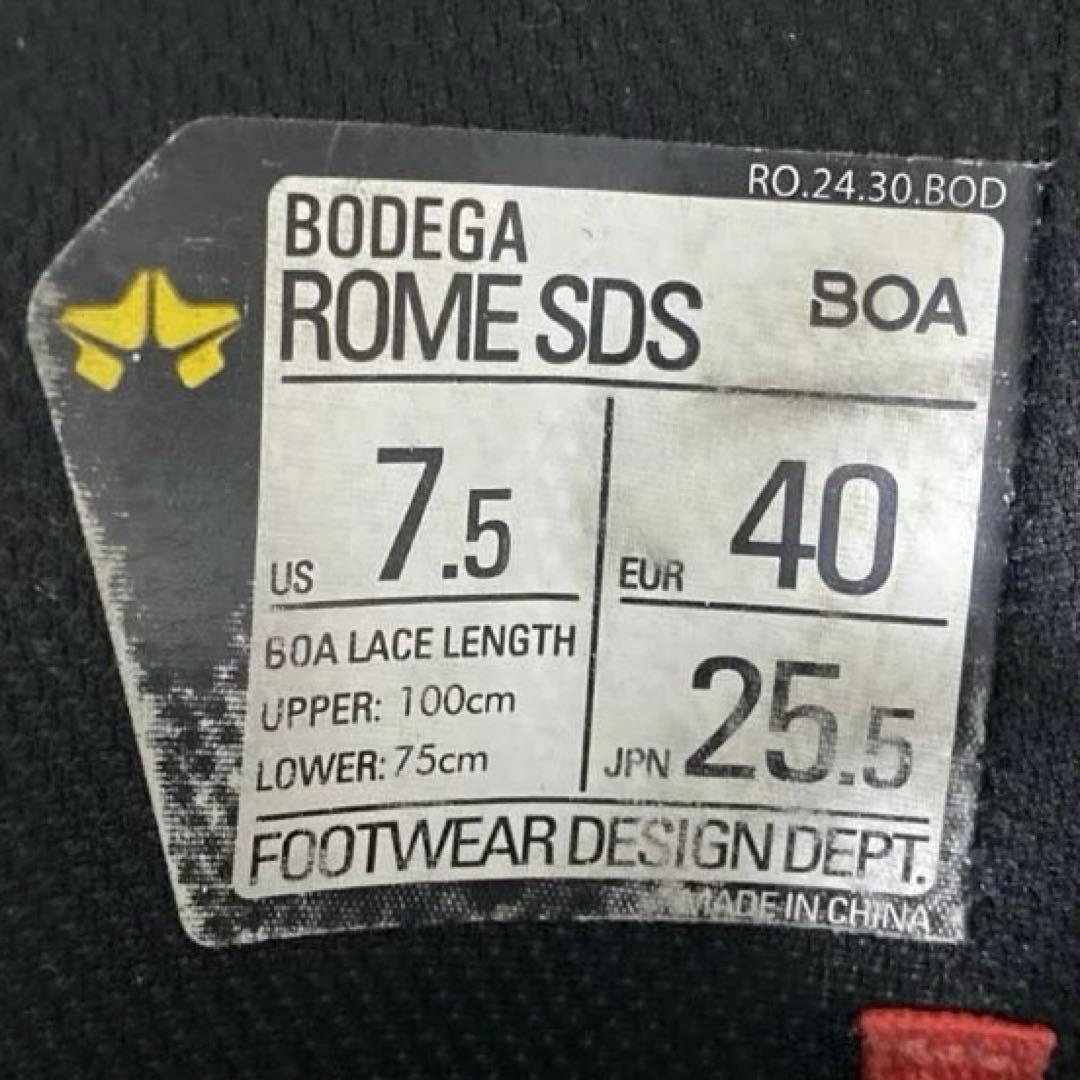 RO.24.30.BOD
BODEGA
ROME SDS
BOA
US 7.5
EUR 40
BOA LACE LENGTH
UPPER: 100cm
LOWER: 75cm
JPN 25.5
FOOTWEAR DESIGN DEPT.
MADE IN CHINA